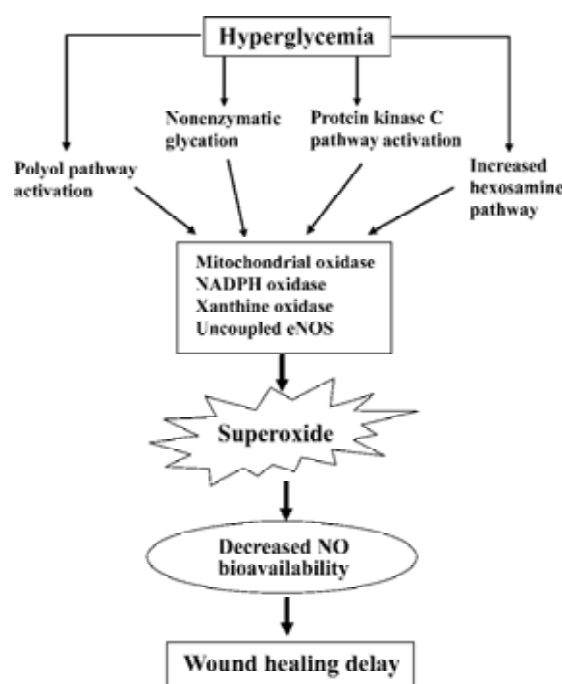 Hyperglycemia
Nonenzymatic
glycation
Protein kinase C
pathway activation
Polyol pathway
activation
Increased
hexosamine
pathway
Mitochondrial oxidase
NADPH oxidase
Xanthine oxidase
Uncoupled eNOS
Superoxide
Decreased NO
bioavailability
Wound healing delay